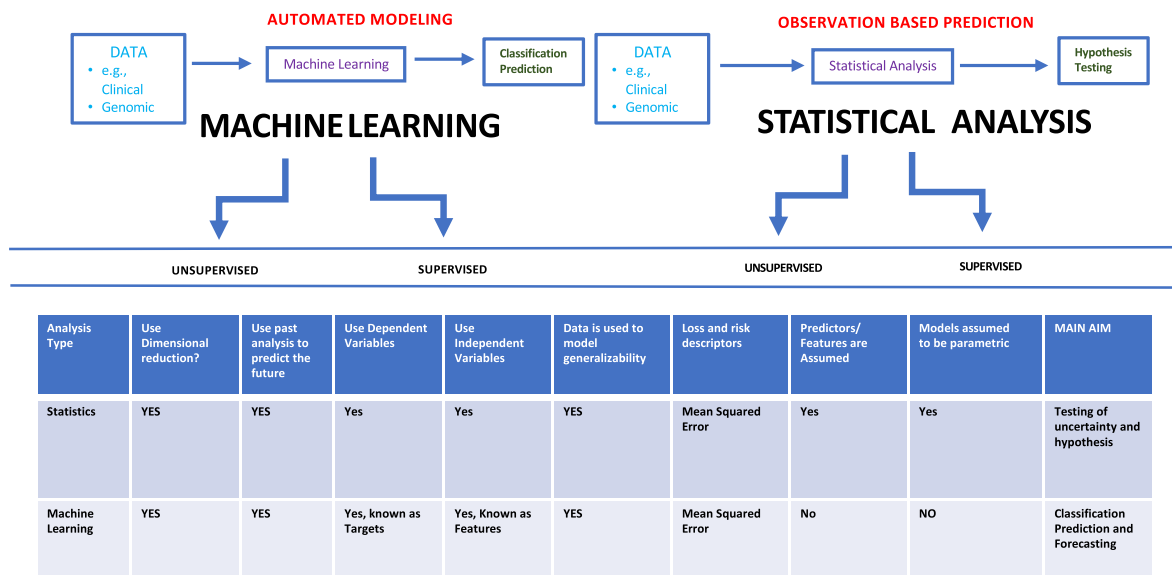 AUTOMATED MODELING
OBSERVATION BASED PREDICTION
DATA
• e.g.,
Clinical
• Genomic
Machine Learning
Classification
Prediction
DATA
• e.g.,
Clinical
• Genomic
Statistical Analysis
Hypothesis
Testing
MACHINE LEARNING
STATISTICAL ANALYSIS
UNSUPERVISED
SUPERVISED
UNSUPERVISED
SUPERVISED
Analysis
Type
Use
Dimensional
reduction?
Use past
analysis to
predict the
future
Use Dependent
Variables
Use
Independent
Variables
Data is used to
model
generalizability
Loss and risk
descriptors
Predictors/
Features are
Assumed
Models assumed
to be parametric
MAIN AIM
Statistics
YES
YES
Yes
Yes
YES
Mean Squared
Error
Yes
Yes
Testing of
uncertainty and
hypothesis
Machine
Learning
YES
YES
Yes, known as
Targets
Yes, Known as
Features
YES
Mean Squared
Error
No
NO
Classification
Prediction and
Forecasting